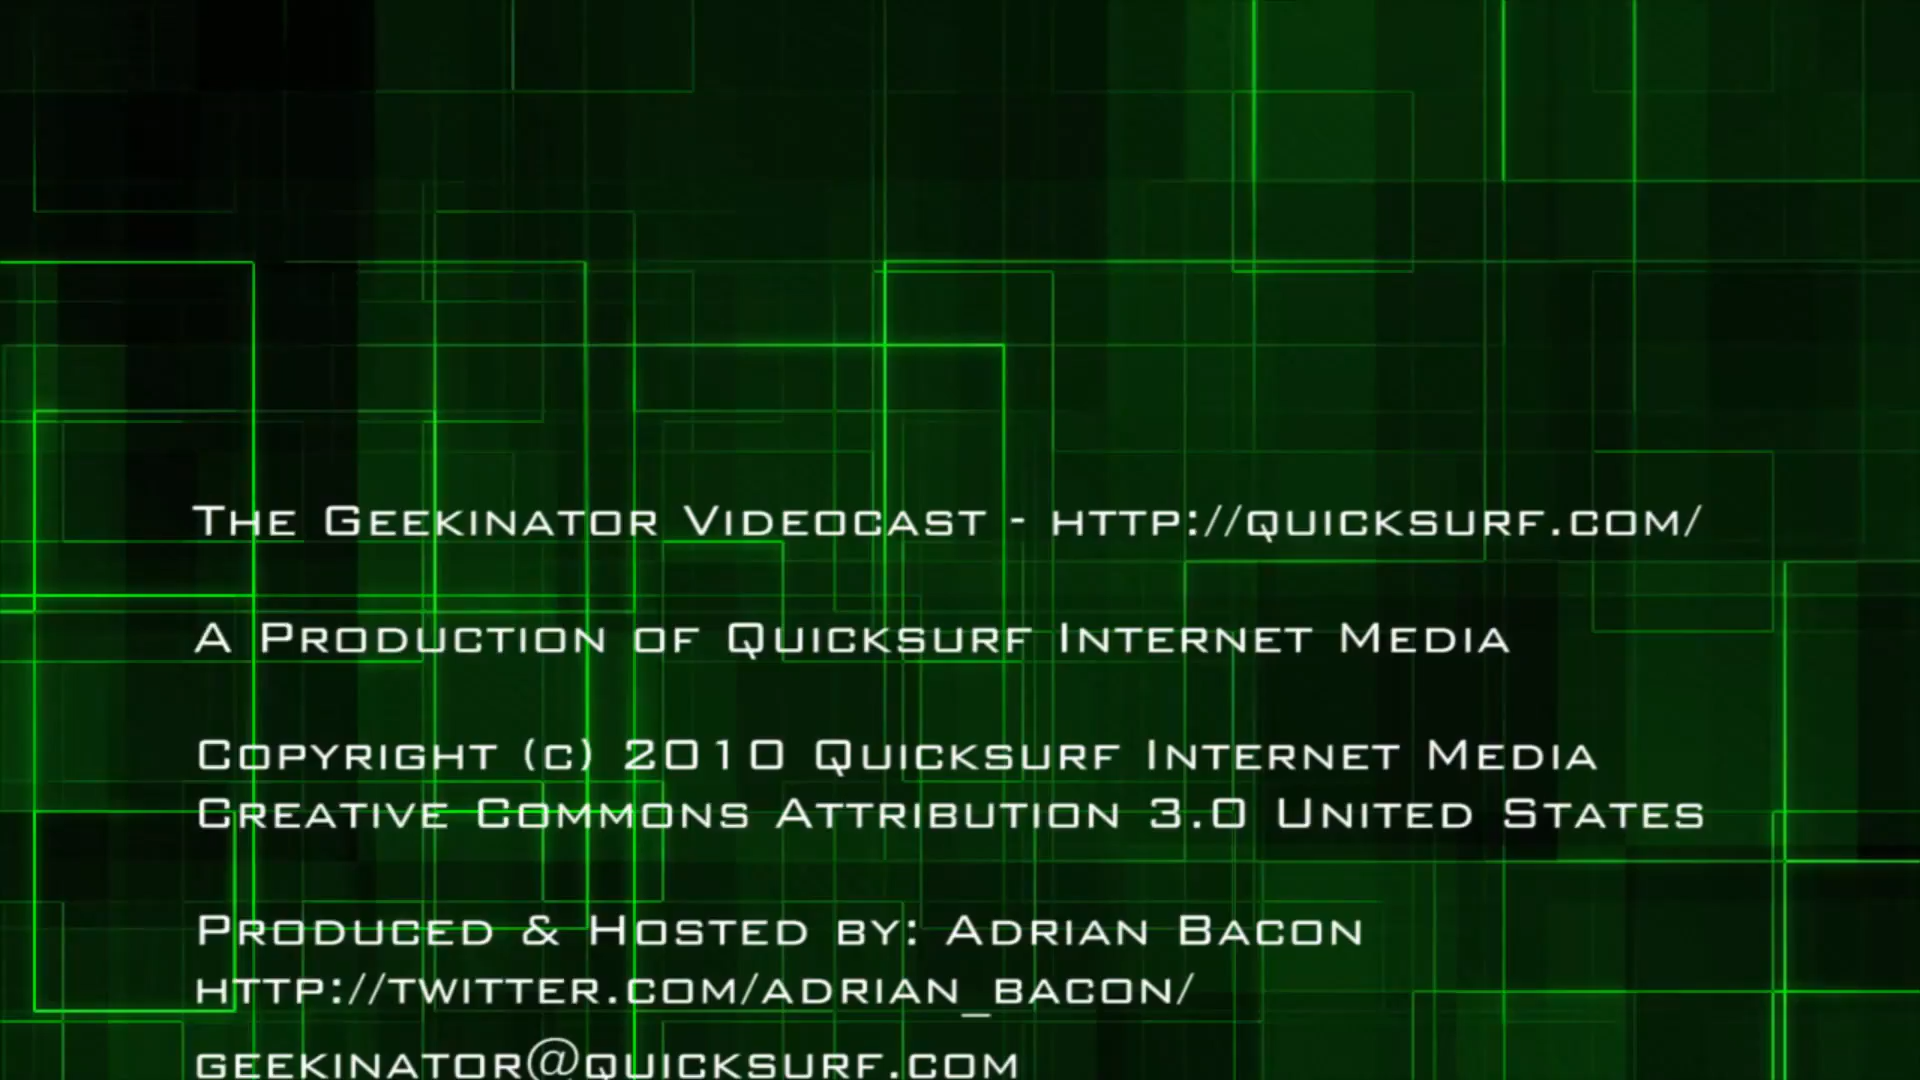 The Geekinator Videocast - http://quicksurf.com/
A Production of Quicksurf Internet Media
Copyright (c) 2010 Quicksurf Internet Media
Creative Commons Attribution 3.0 United States
Produced & Hosted by: Adrian Bacon
http://twitter.com/adrian_bacon/
geekinator@quicksurf.com